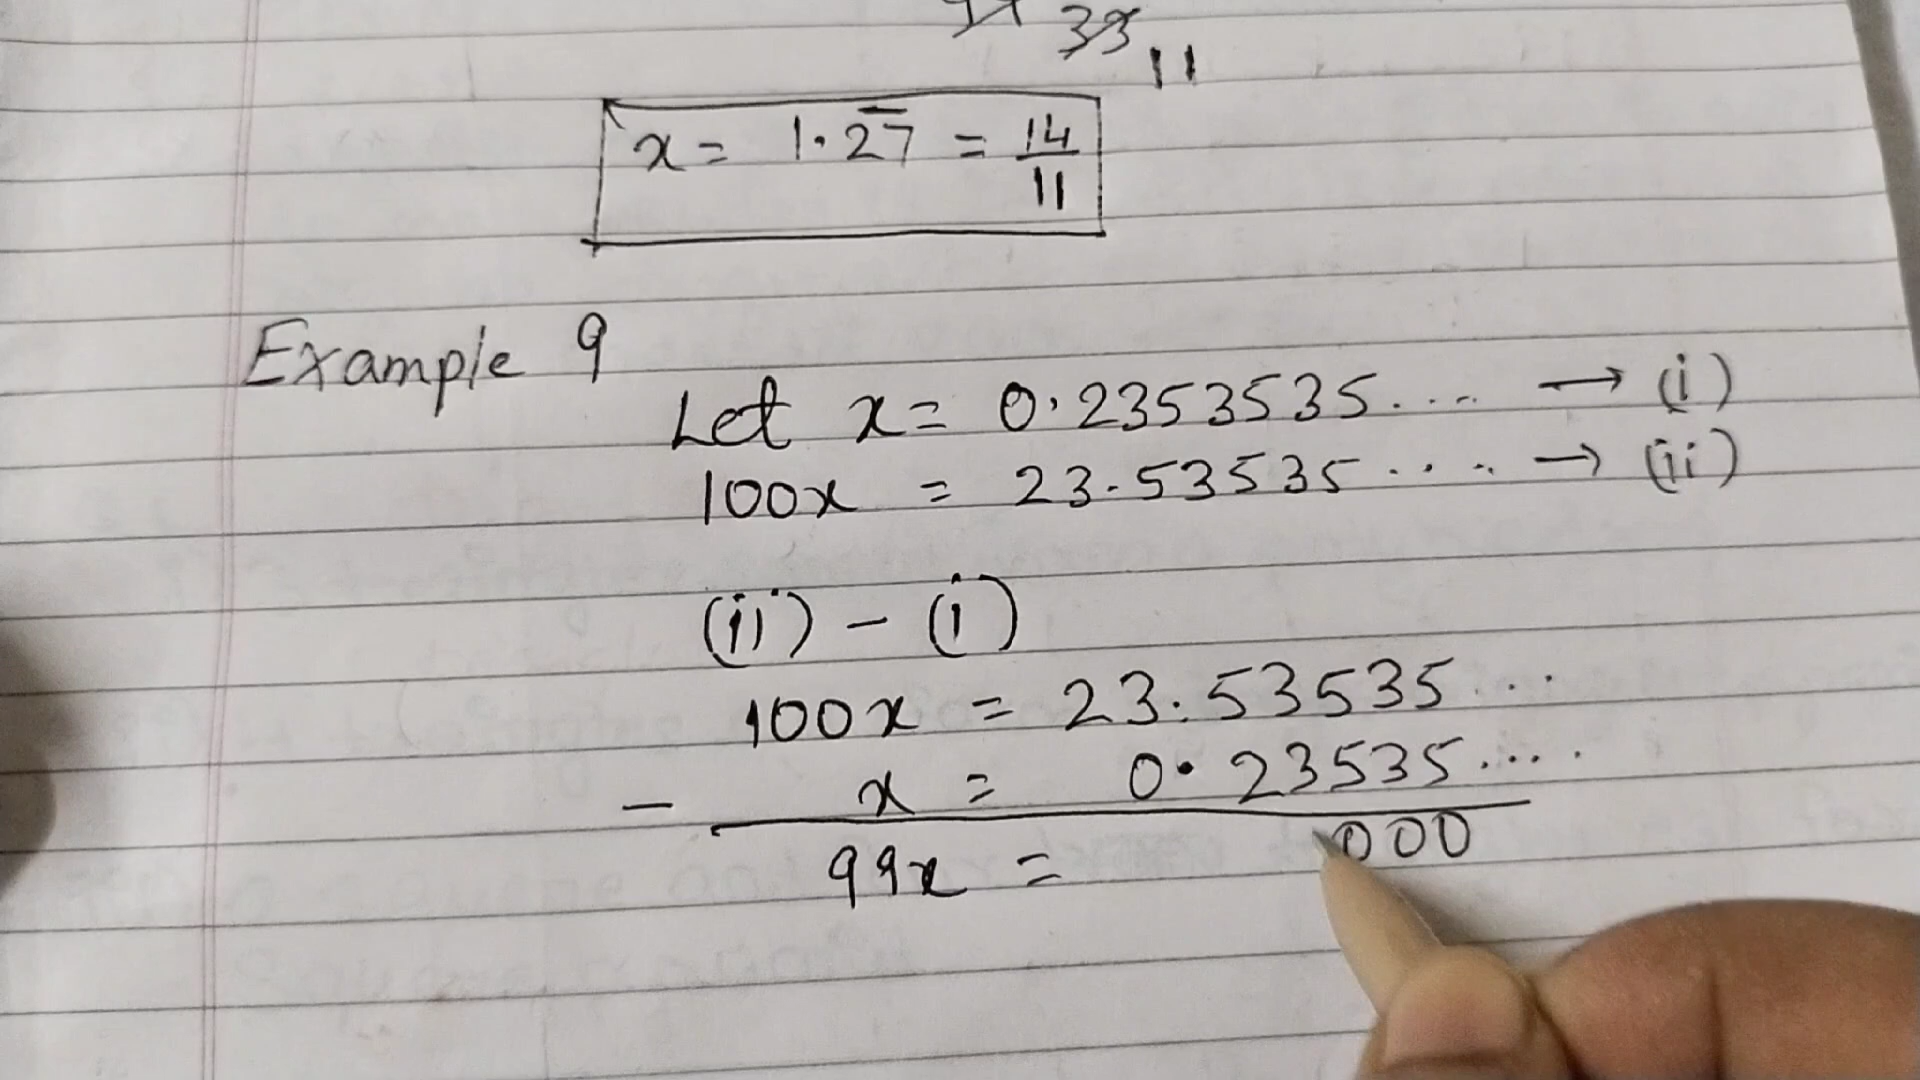 33
11
x = 1.2̅7̅ = 14/11
Example 9
Let x = 0.2353535.... → (i)
100x = 23.53535..... → (ii)
(ii) - (i)
100x = 23.53535...
- x = 0.23535....
99x = 000